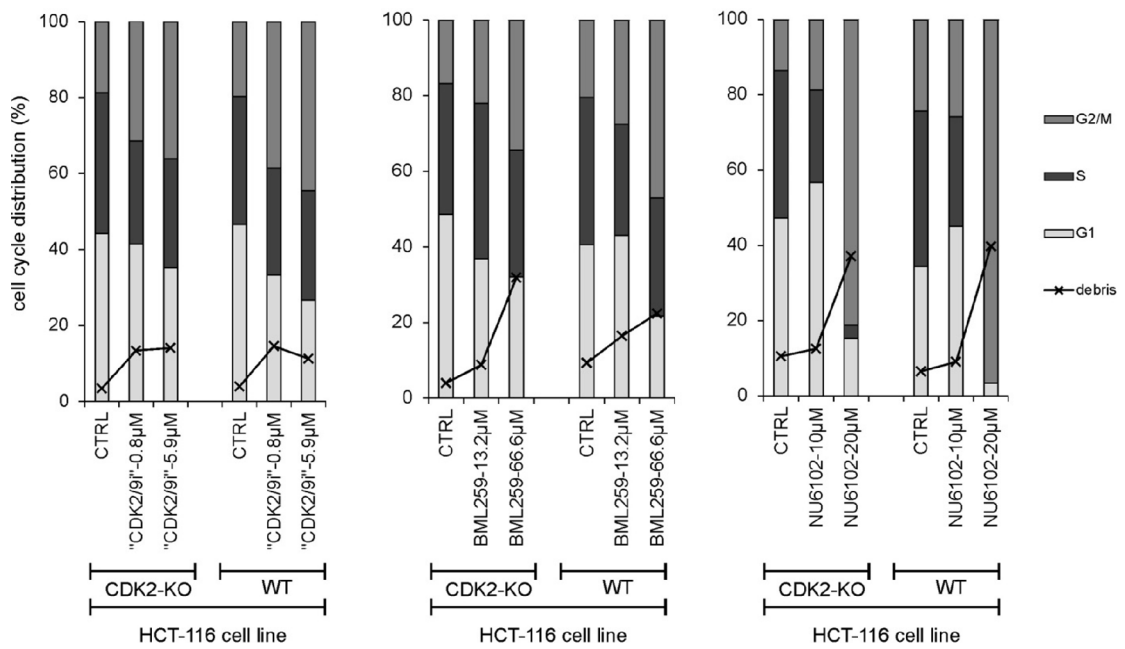 cell cycle distribution (%)
100
80
60
40
20
0
CTRL
"CDK2/9i"-0.8µM
"CDK2/9i"-5.9µM
CTRL
"CDK2/9i"-0.8µM
"CDK2/9i"-5.9µM
CDK2-KO
WT
HCT-116 cell line
100
80
60
40
20
0
CTRL
BML259-13.2µM
BML259-66.6µM
CTRL
BML259-13.2µM
BML259-66.6µM
CDK2-KO
WT
HCT-116 cell line
100
80
60
40
20
0
CTRL
NU6102-10µM
NU6102-20µM
CTRL
NU6102-10µM
NU6102-20µM
CDK2-KO
WT
HCT-116 cell line
G2/M
S
G1
debris